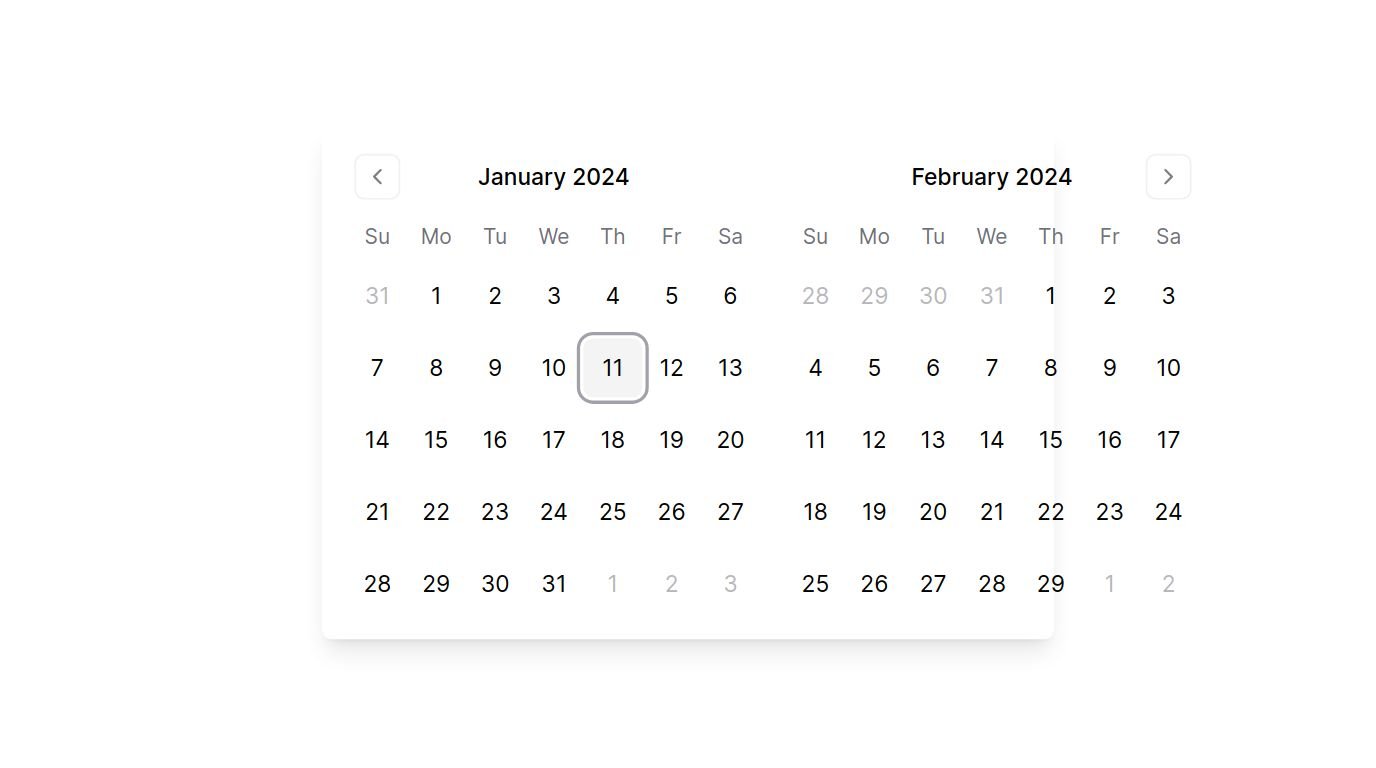 January 2024
Su Mo Tu We Th Fr Sa
31 1 2 3 4 5 6
7 8 9 10 11 12 13
14 15 16 17 18 19 20
21 22 23 24 25 26 27
28 29 30 31 1 2 3
February 2024
Su Mo Tu We Th Fr Sa
28 29 30 31 1 2 3
4 5 6 7 8 9 10
11 12 13 14 15 16 17
18 19 20 21 22 23 24
25 26 27 28 29 1 2